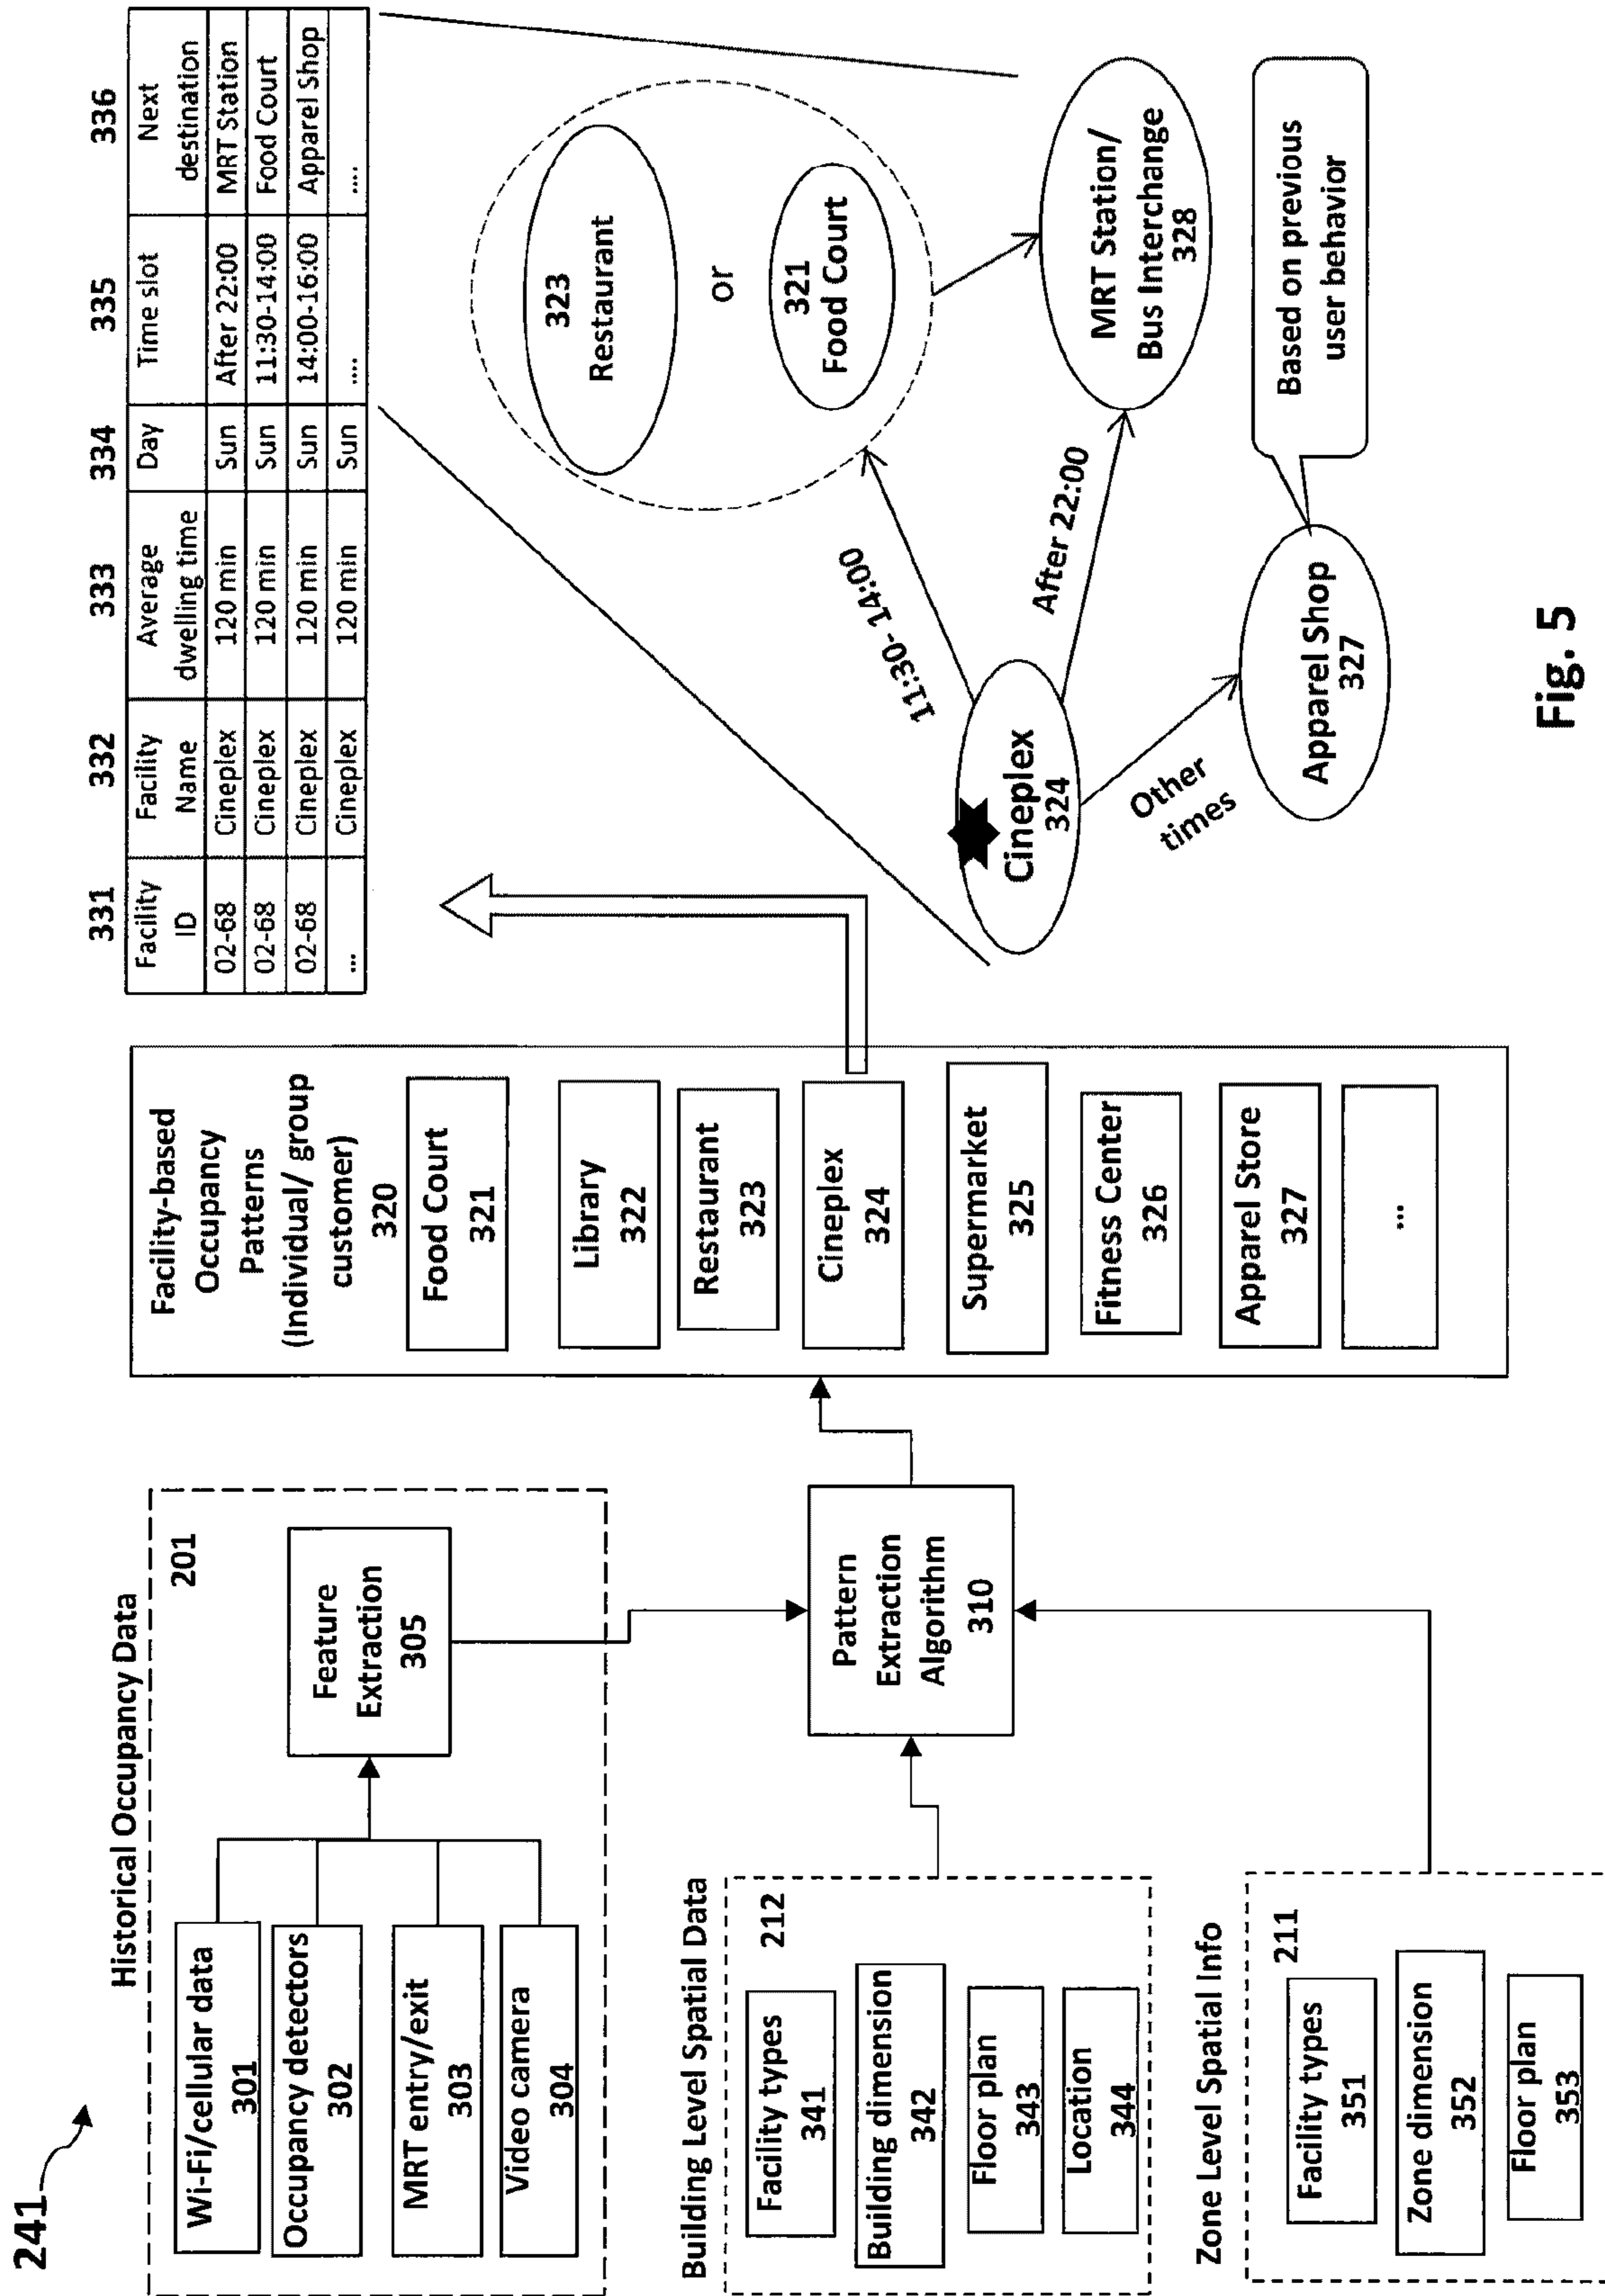 241
Historical Occupancy Data
201
Wi-Fi/cellular data
301
Occupancy detectors
302
MRT entry/exit
303
Video camera
304
Feature
Extraction
305
Building Level Spatial Data
212
Facility types
341
Building dimension
342
Floor plan
343
Location
344
Zone Level Spatial Info
211
Facility types
351
Zone dimension
352
Floor plan
353
Pattern
Extraction
Algorithm
310
Facility-based
Occupancy
Patterns
(Individual/ group
customer)
320
Food Court
321
Library
322
Restaurant
323
Cineplex
324
Supermarket
325
Fitness Center
326
Apparel Store
327
...
331 332 333 334 335 336
Facility Facility Average Day Time slot Next
ID Name dwelling time destination
02-68 Cineplex 120 min Sun After 22:00 MRT Station
02-68 Cineplex 120 min Sun 11:30-14:00 Food Court
02-68 Cineplex 120 min Sun 14:00-16:00 Apparel Shop
... Cineplex 120 min Sun .... ....
323
Restaurant
or
321
Food Court
11:30-14:00
Cineplex
324
After 22:00
MRT Station/
Bus Interchange
328
Other
times
Apparel Shop
327
Based on previous
user behavior
Fig. 5